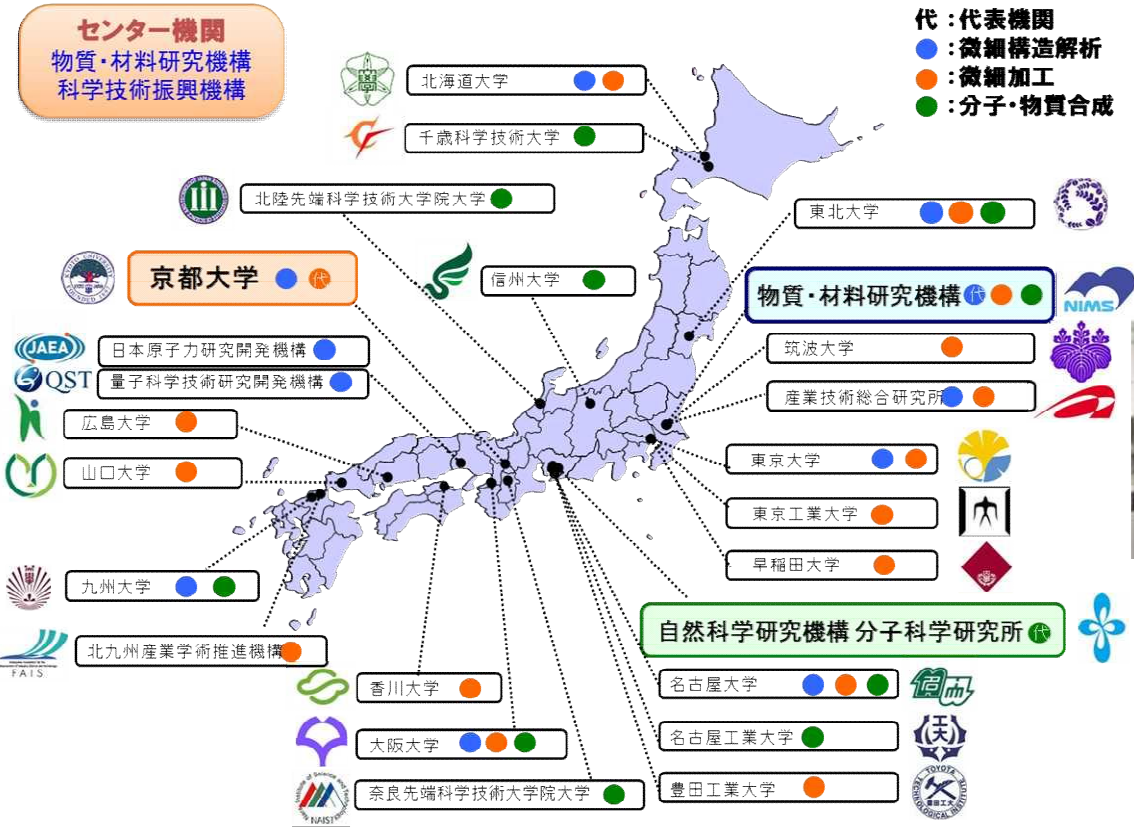 センター機関
物質・材料研究機構
科学技術振興機構
代：代表機関
：微細構造解析
：微細加工
：分子・物質合成
北海道大学
千歳科学技術大学
北陸先端科学技術大学院大学
東北大学
京都大学 代
信州大学
物質・材料研究機構 代
NIMS
JAEA
日本原子力研究開発機構
筑波大学
QST
量子科学技術研究開発機構
産業技術総合研究所
広島大学
山口大学
東京大学
東京工業大学
早稲田大学
九州大学
自然科学研究機構 分子科学研究所 代
北九州産業学術推進機構
FAIS
香川大学
名古屋大学
大阪大学
名古屋工業大学
奈良先端科学技術大学院大学
NAIST
豊田工業大学
TOYOTA TECHNOLOGICAL INSTITUTE
豊田工大